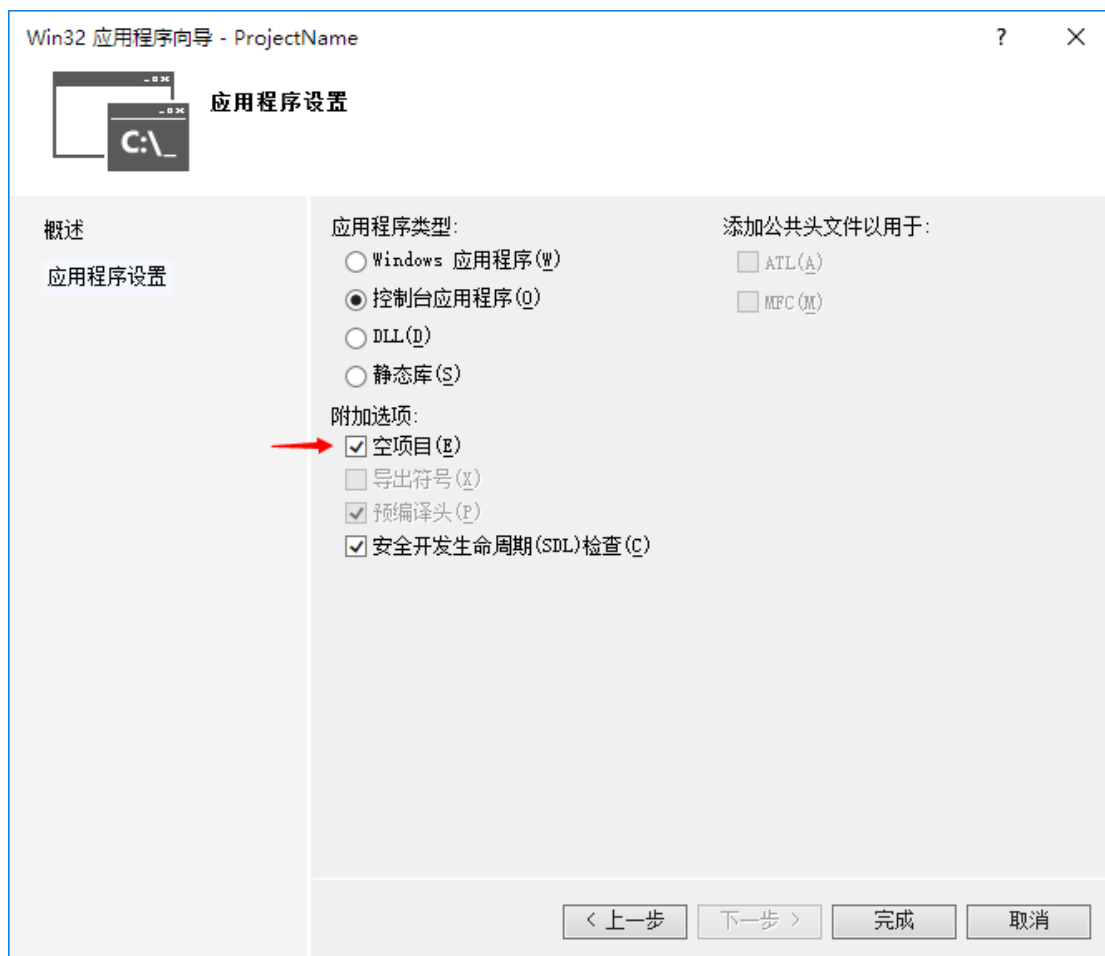 Win32 应用程序向导 - ProjectName
?
C:\_
应用程序设置
概述
应用程序设置
应用程序类型:
Windows 应用程序(W)
控制台应用程序(O)
DLL(D)
静态库(S)
附加选项:
空项目(E)
导出符号(X)
预编译头(P)
安全开发生命周期(SDL)检查(C)
添加公共头文件以用于:
ATL(A)
MFC(M)
< 上一步
下一步 >
完成
取消